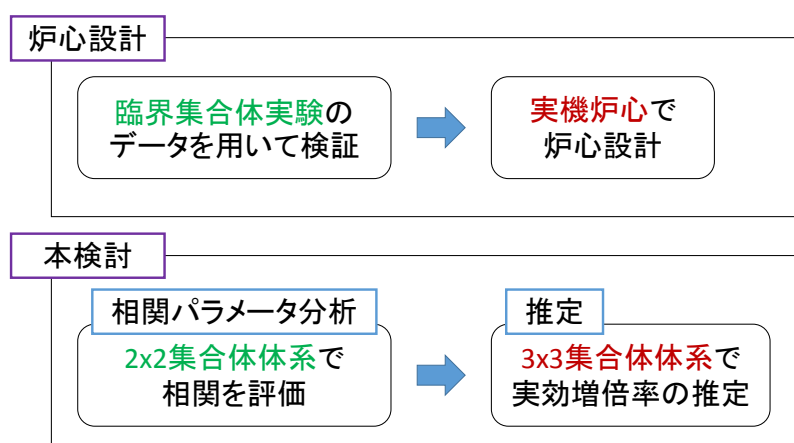 炉心設計
臨界集合体実験の
データを用いて検証
実機炉心で
炉心設計
本検討
相関パラメータ分析
2x2集合体体系で
相関を評価
推定
3x3集合体体系で
実効増倍率の推定